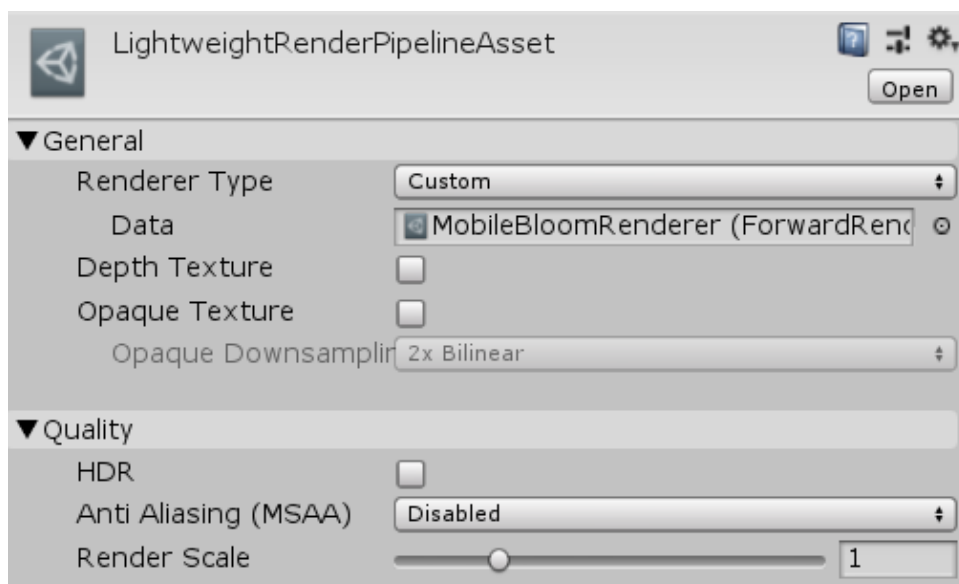 LightweightRenderPipelineAsset
Open
General
Renderer Type Custom
Data MobileBloomRenderer (ForwardRend
Depth Texture
Opaque Texture
Opaque Downsamplin 2x Bilinear
Quality
HDR
Anti Aliasing (MSAA) Disabled
Render Scale 1